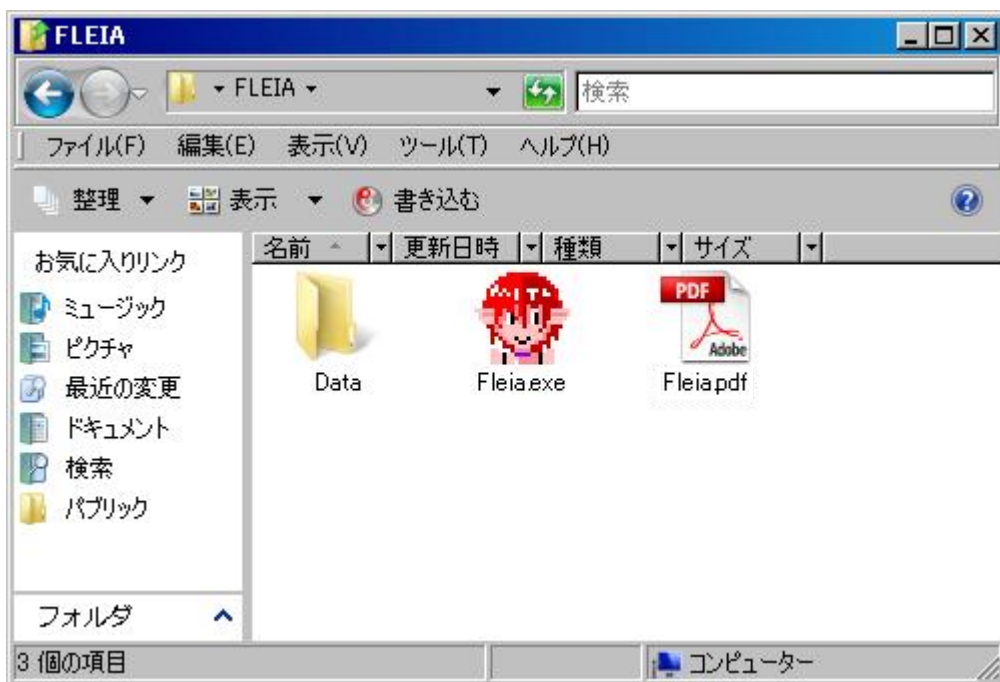 FLEIA
FLEIA
検索
ファイル(F) 編集(E) 表示(V) ツール(T) ヘルプ(H)
整理 表示 書き込む
お気に入りリンク
ミュージック
ピクチャ
最近の変更
ドキュメント
検索
パブリック
フォルダ
名前 更新日時 種類 サイズ
PDF
Adobe
Data Fleia.exe Fleia.pdf
3 個の項目 コンピューター